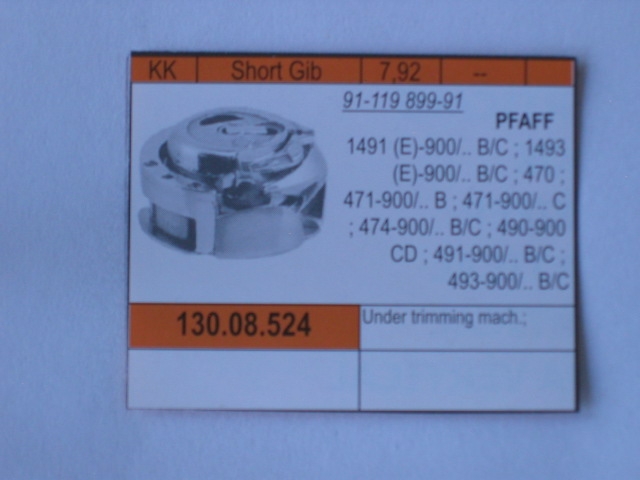 KK Short Gib 7,92 --
91-119 899-91
PFAFF
1491 (E)-900/.. B/C ; 1493
(E)-900/.. B/C ; 470 ;
471-900/.. B ; 471-900/.. C
; 474-900/.. B/C ; 490-900
CD ; 491-900/.. B/C ;
493-900/.. B/C
130.08.524
Under trimming mach.;